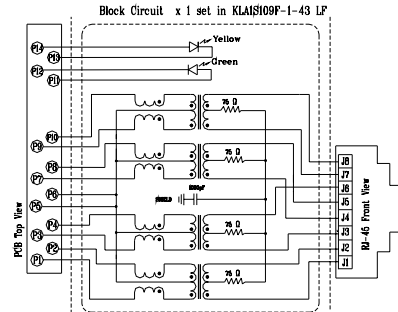 Block Circuit x 1 set in KLA1S109F-1-43 LF
P14
Yellow
P13
P12
Green
P11
75 Ω
P10
P9
J8
P8
75 Ω
J7
P7
J6
P6
J5
SHIELD
1000pF
P5
J4
P4
J3
P3
75 Ω
J2
P2
J1
75 Ω
P1
PCB Top View
RJ-45 Front View